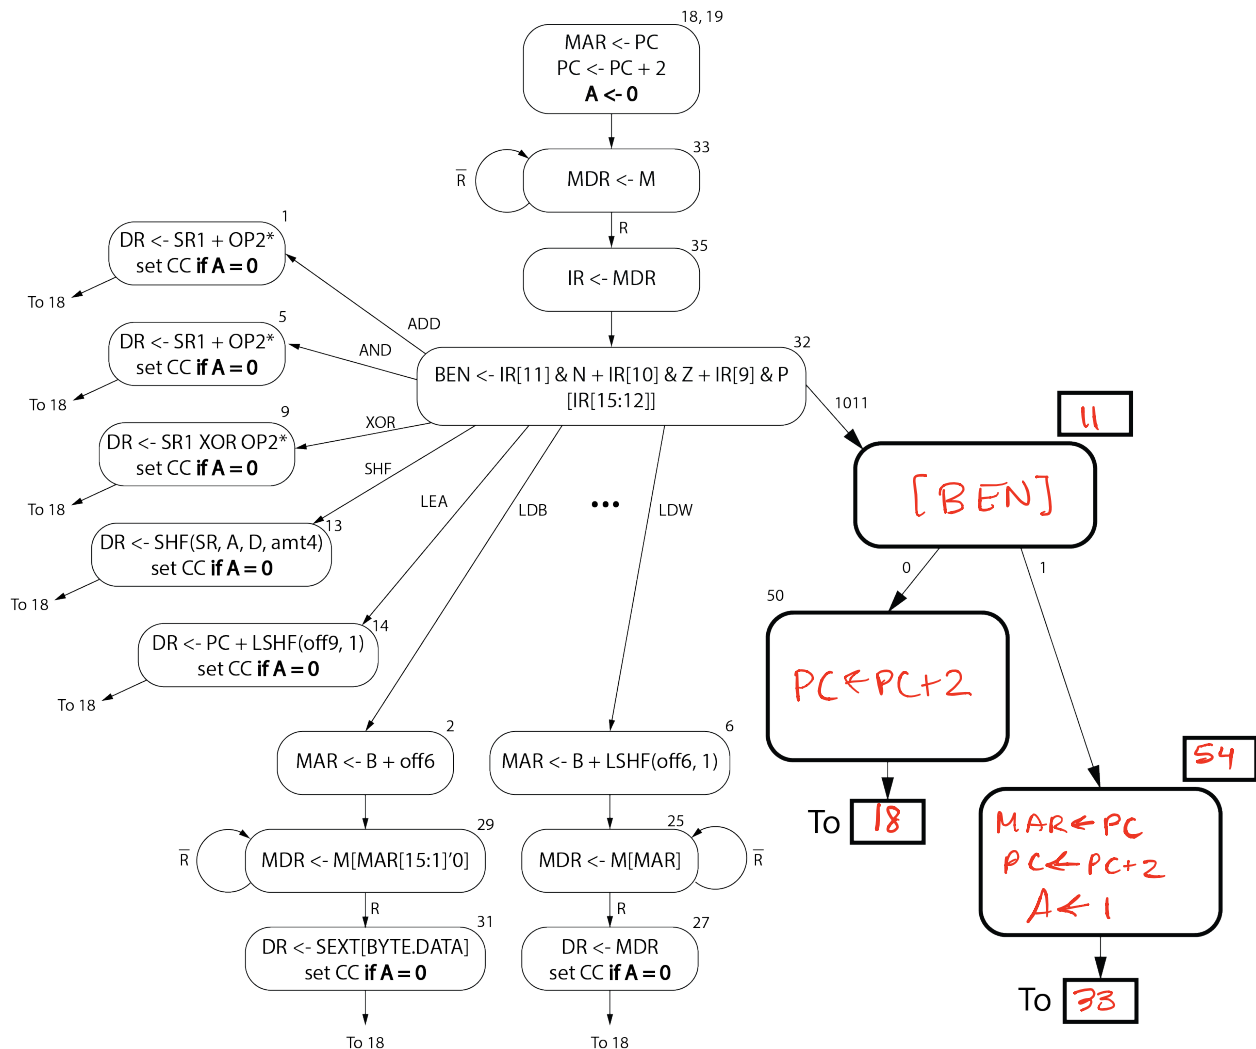 18, 19
MAR <- PC
PC <- PC + 2
A <- 0
33
R̅
MDR <- M
R
35
IR <- MDR
1
DR <- SR1 + OP2*
set CC if A = 0
To 18
ADD
5
DR <- SR1 + OP2*
set CC if A = 0
To 18
AND
32
BEN <- IR[11] & N + IR[10] & Z + IR[9] & P
[IR[15:12]]
1011
11
[BEN]
9
DR <- SR1 XOR OP2*
set CC if A = 0
To 18
XOR
SHF
13
DR <- SHF(SR, A, D, amt4)
set CC if A = 0
To 18
LEA
LDB
...
LDW
0
1
14
DR <- PC + LSHF(off9, 1)
set CC if A = 0
To 18
50
PC ← PC+2
To 18
2
MAR <- B + off6
6
MAR <- B + LSHF(off6, 1)
54
MAR ← PC
PC ← PC+2
A ← 1
To 33
29
R̅
MDR <- M[MAR[15:1]'0]
R
25
MDR <- M[MAR]
R̅
R
31
DR <- SEXT[BYTE.DATA]
set CC if A = 0
To 18
27
DR <- MDR
set CC if A = 0
To 18